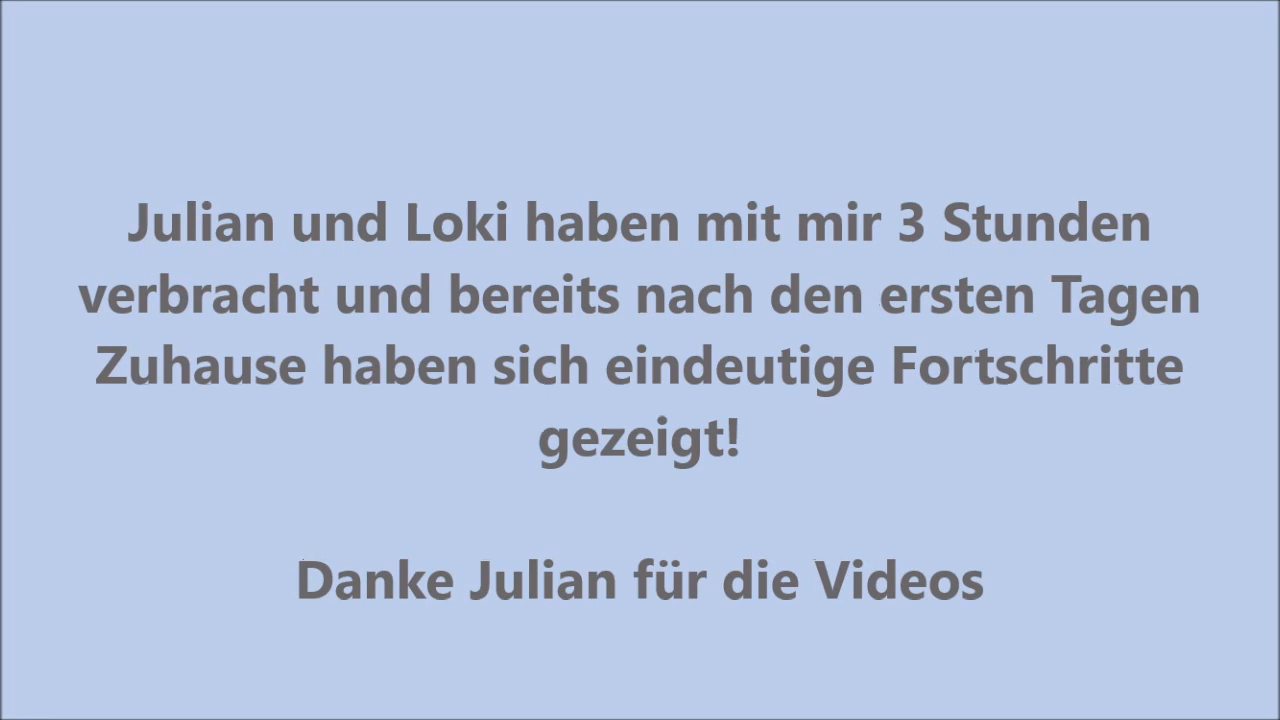 Julian und Loki haben mit mir 3 Stunden
verbracht und bereits nach den ersten Tagen
Zuhause haben sich eindeutige Fortschritte
gezeigt!
Danke Julian für die Videos